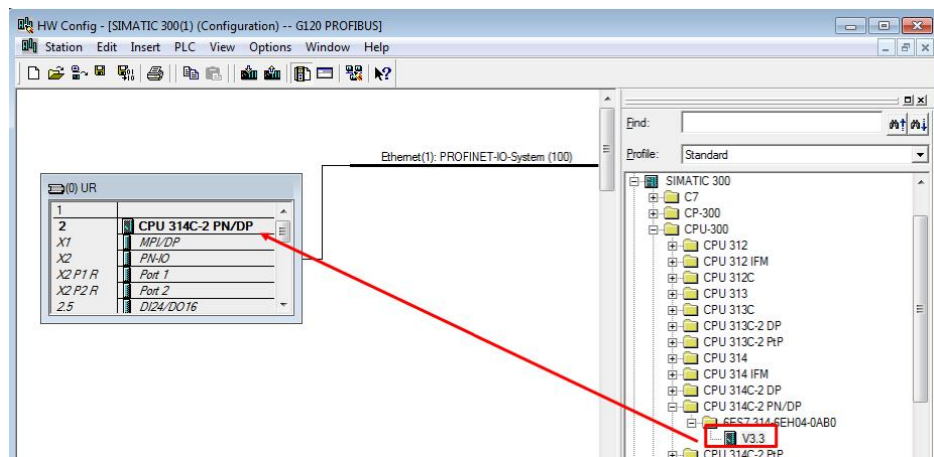 HW Config - [SIMATIC 300(1) (Configuration) -- G120 PROFIBUS]
Station Edit Insert PLC View Options Window Help
Ethernet(1): PROFINET-IO-System (100)
(0) UR
1
2 CPU 314C-2 PN/DP
X1 MPI/DP
X2 PN-IO
X2 P1 R Port 1
X2 P2 R Port 2
2.5 DI24/DO16
Find:
Profile: Standard
SIMATIC 300
C7
CP-300
CPU-300
CPU 312
CPU 312 IFM
CPU 312C
CPU 313
CPU 313C
CPU 313C-2 DP
CPU 313C-2 PtP
CPU 314
CPU 314 IFM
CPU 314C-2 DP
CPU 314C-2 PN/DP
6ES7 314-6EH04-0AB0
V3.3
CPU 314C-2 PtP